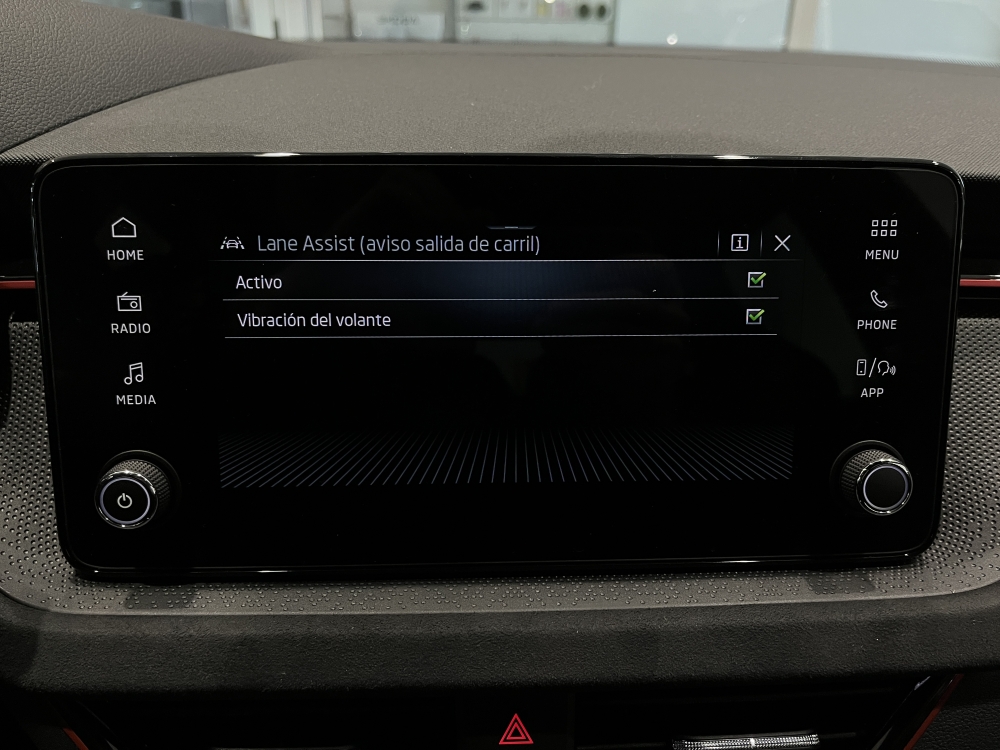 Lane Assist (aviso salida de carril)
Activo
Vibración del volante
HOME
RADIO
MEDIA
MENU
PHONE
APP